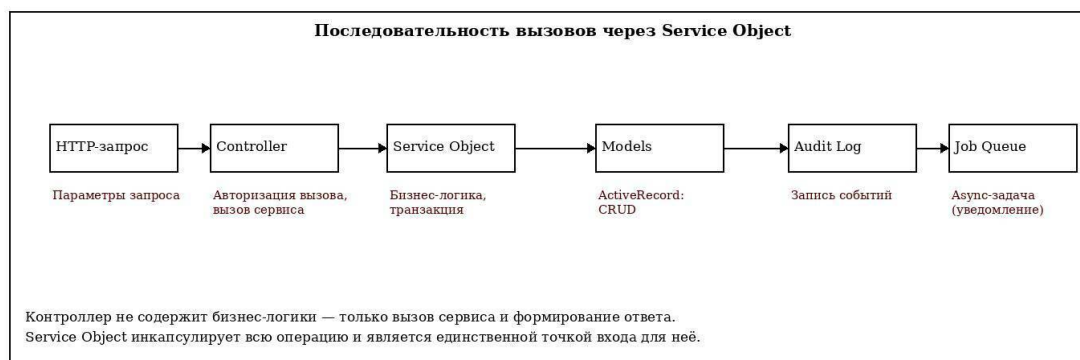 Последовательность вызовов через Service Object
HTTP-запрос
Controller
Service Object
Models
Audit Log
Job Queue
Параметры запроса
Авторизация вызова,
вызов сервиса
Бизнес-логика,
транзакция
ActiveRecord:
CRUD
Запись событий
Async-задача
(уведомление)
Контроллер не содержит бизнес-логики — только вызов сервиса и формирование ответа.
Service Object инкапсулирует всю операцию и является единственной точкой входа для неё.